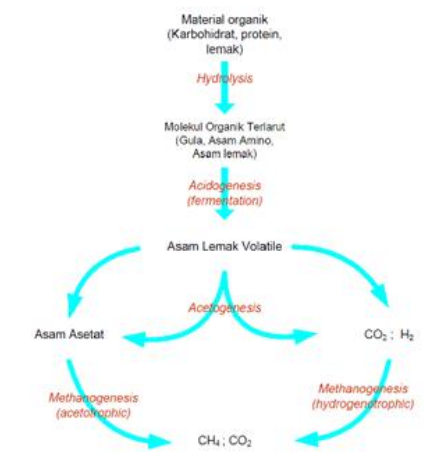 Material organik
(Karbohidrat, protein,
lemak)
Hydrolysis
Molekul Organik Terlarut
(Gula, Asam Amino,
Asam lemak)
Acidogenesis
(fermentation)
Asam Lemak Volatile
Acetogenesis
Asam Asetat
CO₂ ; H₂
Methanogenesis
(acetotrophic)
Methanogenesis
(hydrogenotrophic)
CH₄ ; CO₂